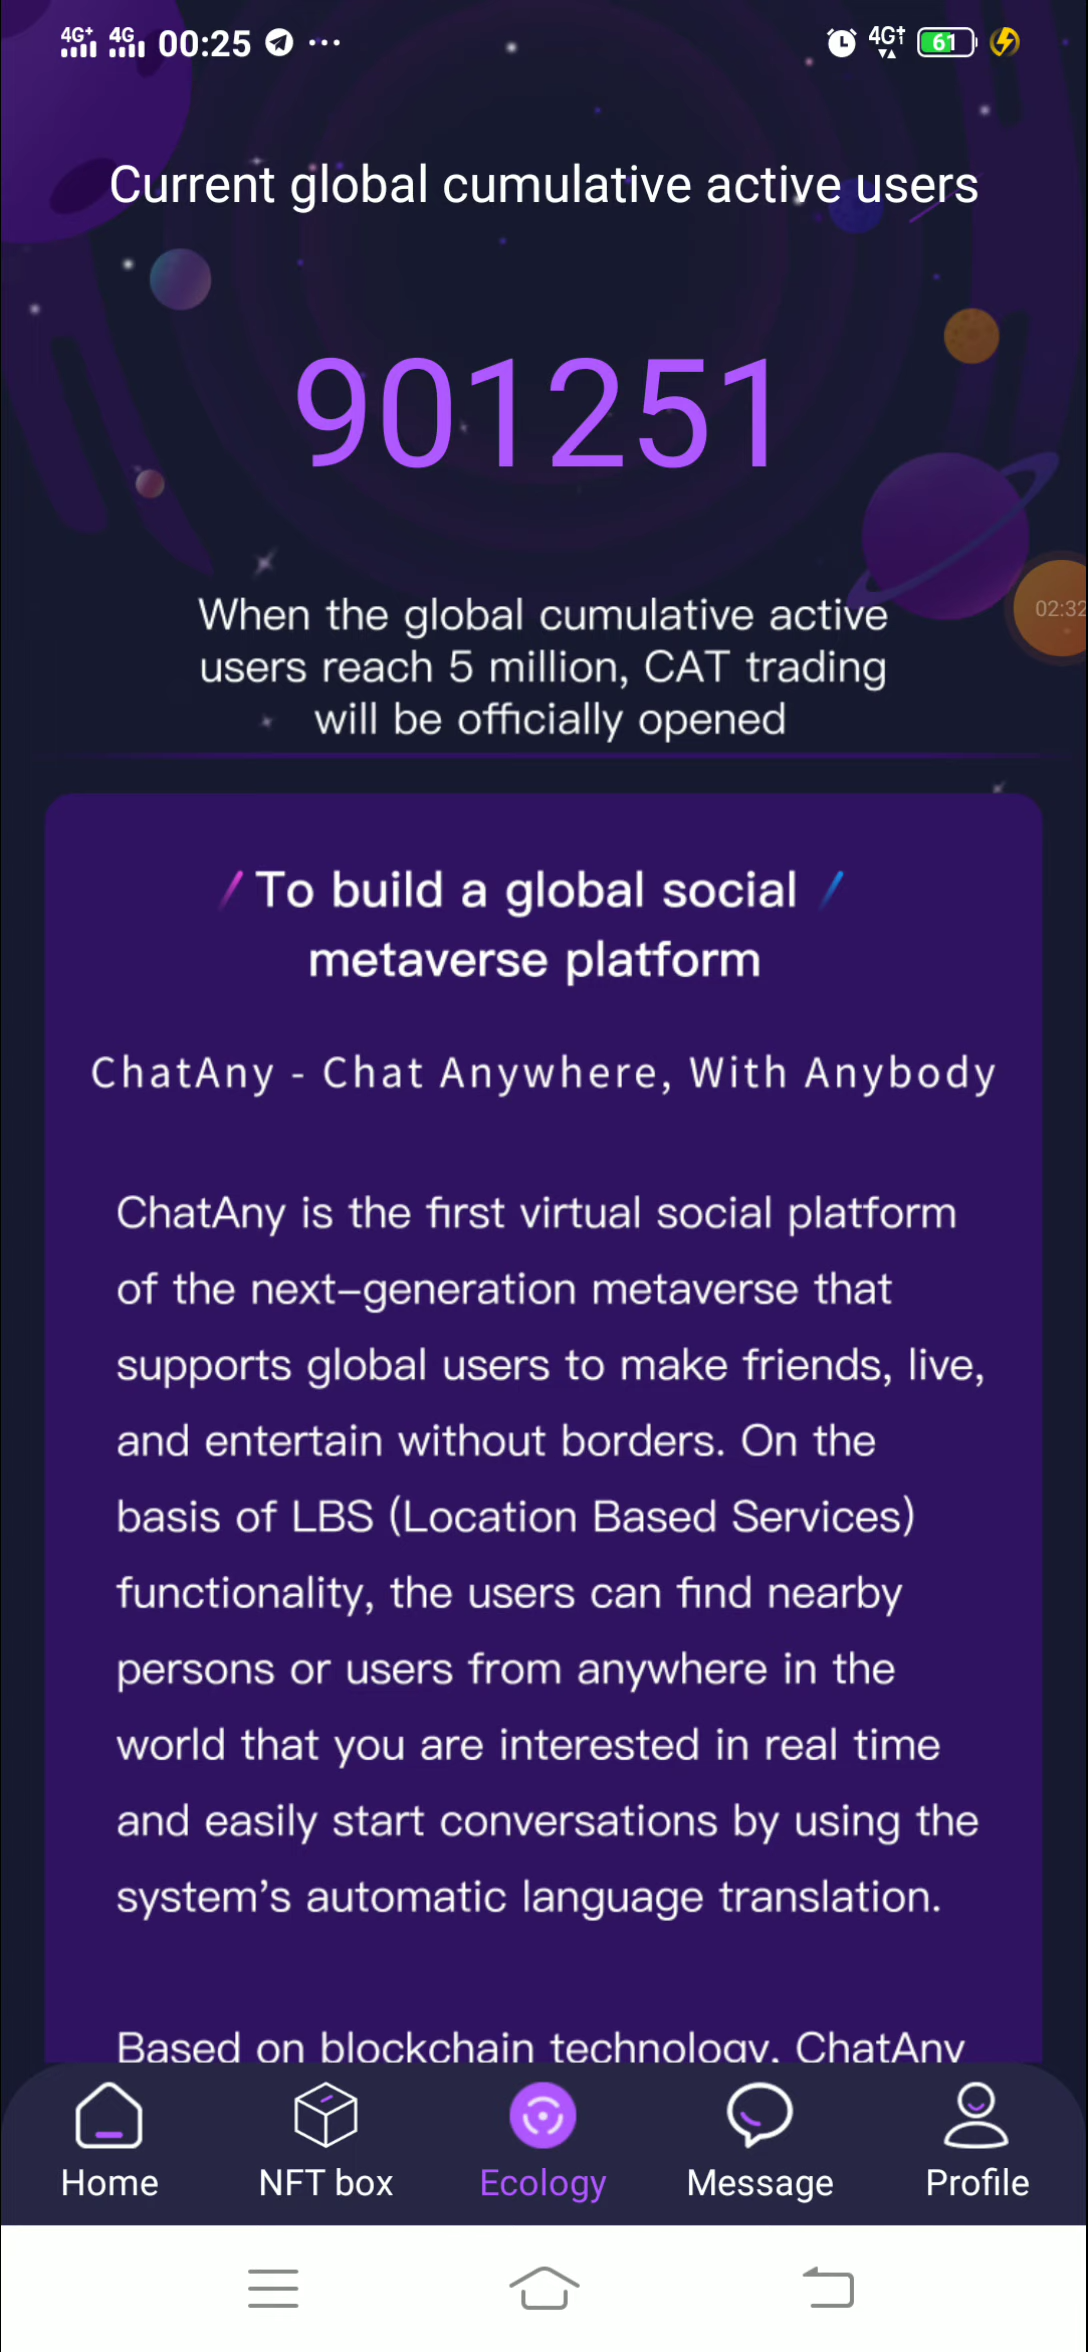 4G+ 4G 00:25 ... 4G+ 61
Current global cumulative active users
901251
02:32
When the global cumulative active
users reach 5 million, CAT trading
will be officially opened
To build a global social
metaverse platform
ChatAny - Chat Anywhere, With Anybody
ChatAny is the first virtual social platform
of the next-generation metaverse that
supports global users to make friends, live,
and entertain without borders. On the
basis of LBS (Location Based Services)
functionality, the users can find nearby
persons or users from anywhere in the
world that you are interested in real time
and easily start conversations by using the
system's automatic language translation.
Based on blockchain technology, ChatAny
Home NFT box Ecology Message Profile